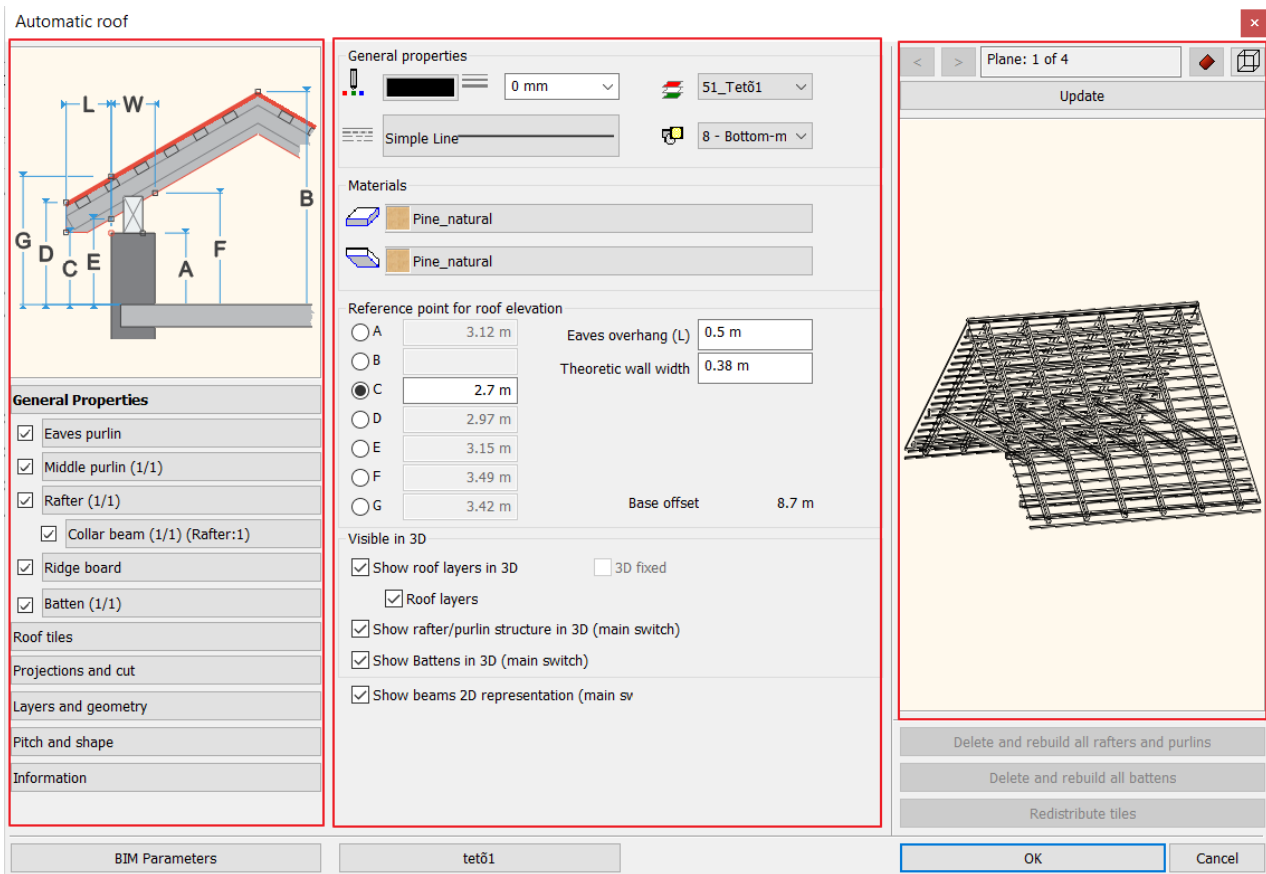 Automatic roof
L
W
B
G
D
C
E
A
F
General Properties
Eaves purlin
Middle purlin (1/1)
Rafter (1/1)
Collar beam (1/1) (Rafter:1)
Ridge board
Batten (1/1)
Roof tiles
Projections and cut
Layers and geometry
Pitch and shape
Information
BIM Parameters
General properties
0 mm
51_Tetõ1
Simple Line
8 - Bottom-m
Materials
Pine_natural
Pine_natural
Reference point for roof elevation
A 3.12 m Eaves overhang (L) 0.5 m
B Theoretic wall width 0.38 m
C 2.7 m
D 2.97 m
E 3.15 m
F 3.49 m
G 3.42 m Base offset 8.7 m
Visible in 3D
Show roof layers in 3D 3D fixed
Roof layers
Show rafter/purlin structure in 3D (main switch)
Show Battens in 3D (main switch)
Show beams 2D representation (main sv
tetõ1
< > Plane: 1 of 4
Update
Delete and rebuild all rafters and purlins
Delete and rebuild all battens
Redistribute tiles
OK Cancel